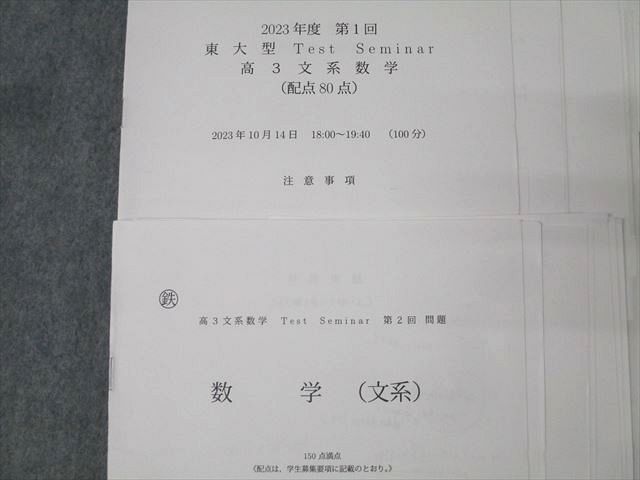 2023年度 第1回
東大型 Test Seminar
高3文系数学
(配点80点)
2023年10月14日 18:00~19:40 (100分)
注意事項
鉄
高3文系数学 Test Seminar 第2回 問題
数学 (文系)
150点満点
《配点は、学生募集要項に記載のとおり。》